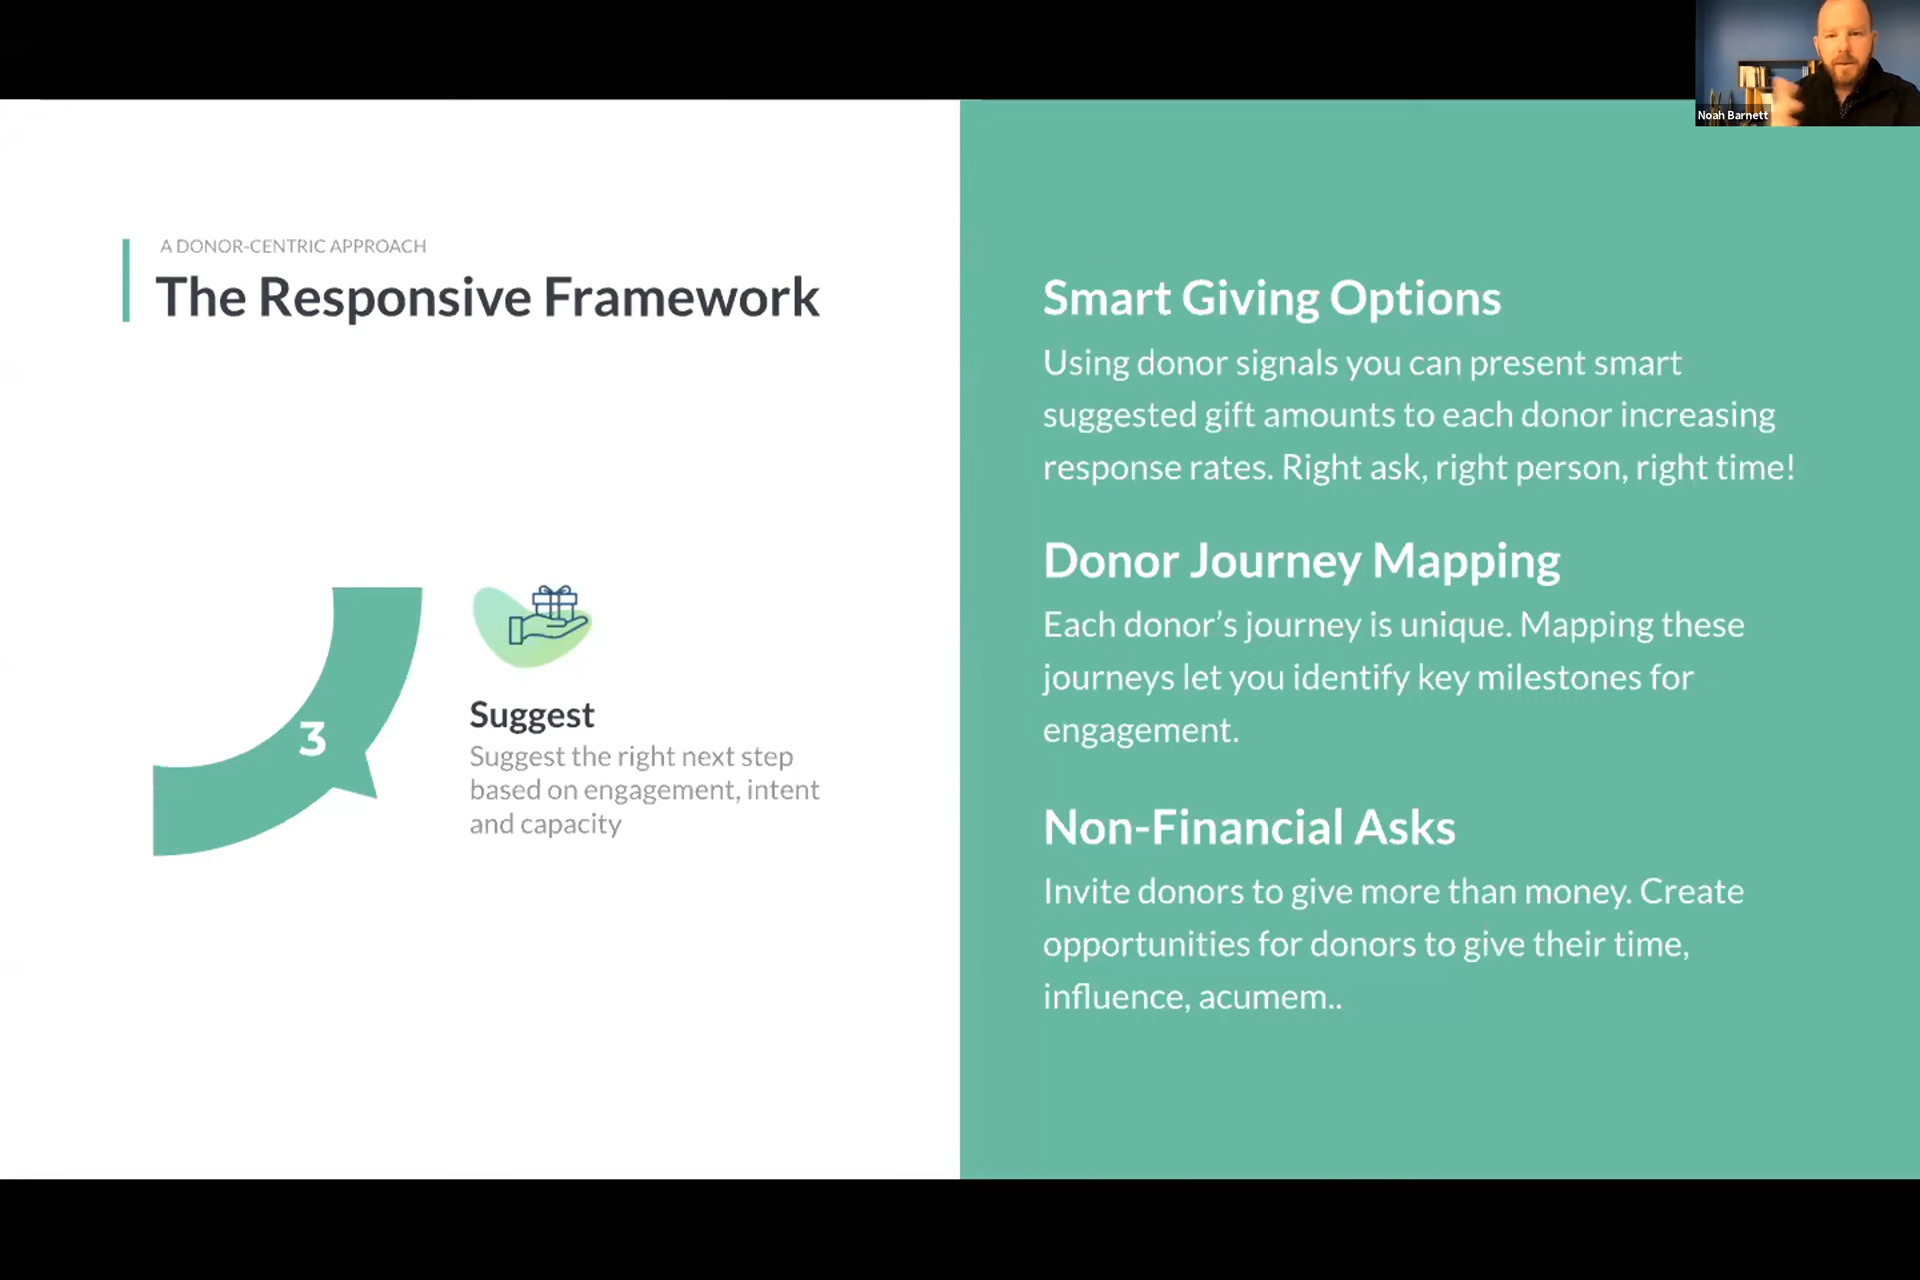 Noah Barnett
A DONOR-CENTRIC APPROACH
The Responsive Framework
3
Suggest
Suggest the right next step
based on engagement, intent
and capacity
Smart Giving Options
Using donor signals you can present smart
suggested gift amounts to each donor increasing
response rates. Right ask, right person, right time!
Donor Journey Mapping
Each donor’s journey is unique. Mapping these
journeys let you identify key milestones for
engagement.
Non-Financial Asks
Invite donors to give more than money. Create
opportunities for donors to give their time,
influence, acumem..